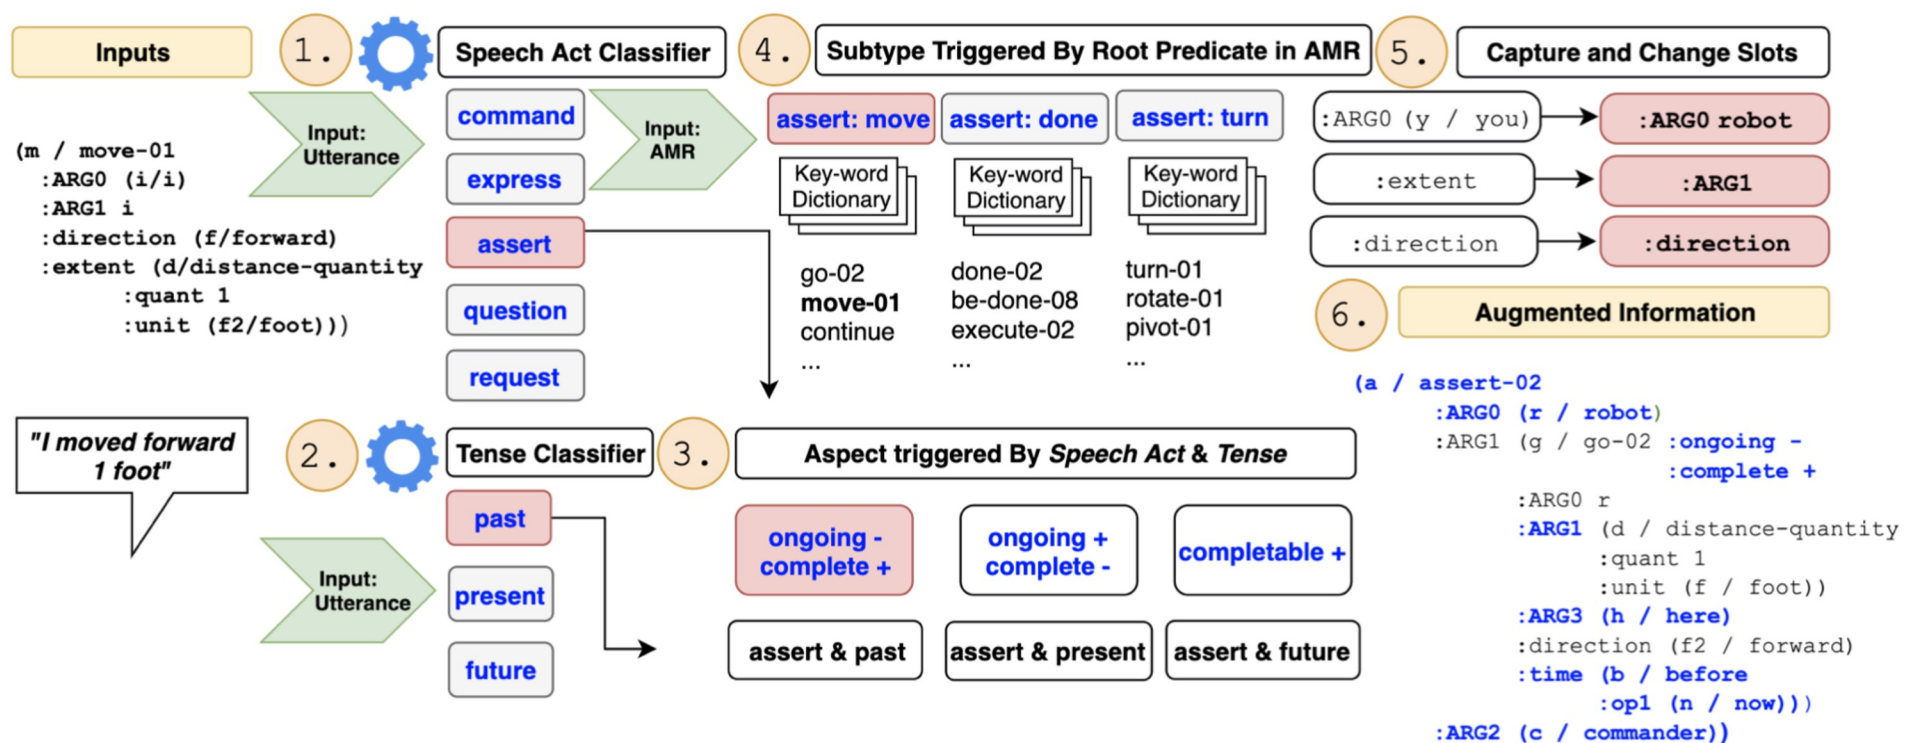 Inputs
(m / move-01
:ARG0 (i/i)
:ARG1 i
:direction (f/forward)
:extent (d/distance-quantity
:quant 1
:unit (f2/foot)))
"I moved forward
1 foot"
1.
Speech Act Classifier
Input:
Utterance
command
express
assert
question
request
Input:
AMR
2.
Tense Classifier
Input:
Utterance
past
present
future
3.
Aspect triggered By Speech Act & Tense
ongoing -
complete +
ongoing +
complete -
completable +
assert & past
assert & present
assert & future
4.
Subtype Triggered By Root Predicate in AMR
assert: move
assert: done
assert: turn
Key-word
Dictionary
Key-word
Dictionary
Key-word
Dictionary
go-02
move-01
continue
...
done-02
be-done-08
execute-02
...
turn-01
rotate-01
pivot-01
...
5.
Capture and Change Slots
:ARG0 (y / you)
:ARG0 robot
:extent
:ARG1
:direction
:direction
6.
Augmented Information
(a / assert-02
:ARG0 (r / robot)
:ARG1 (g / go-02 :ongoing -
:complete +
:ARG0 r
:ARG1 (d / distance-quantity
:quant 1
:unit (f / foot))
:ARG3 (h / here)
:direction (f2 / forward)
:time (b / before
:op1 (n / now)))
:ARG2 (c / commander))